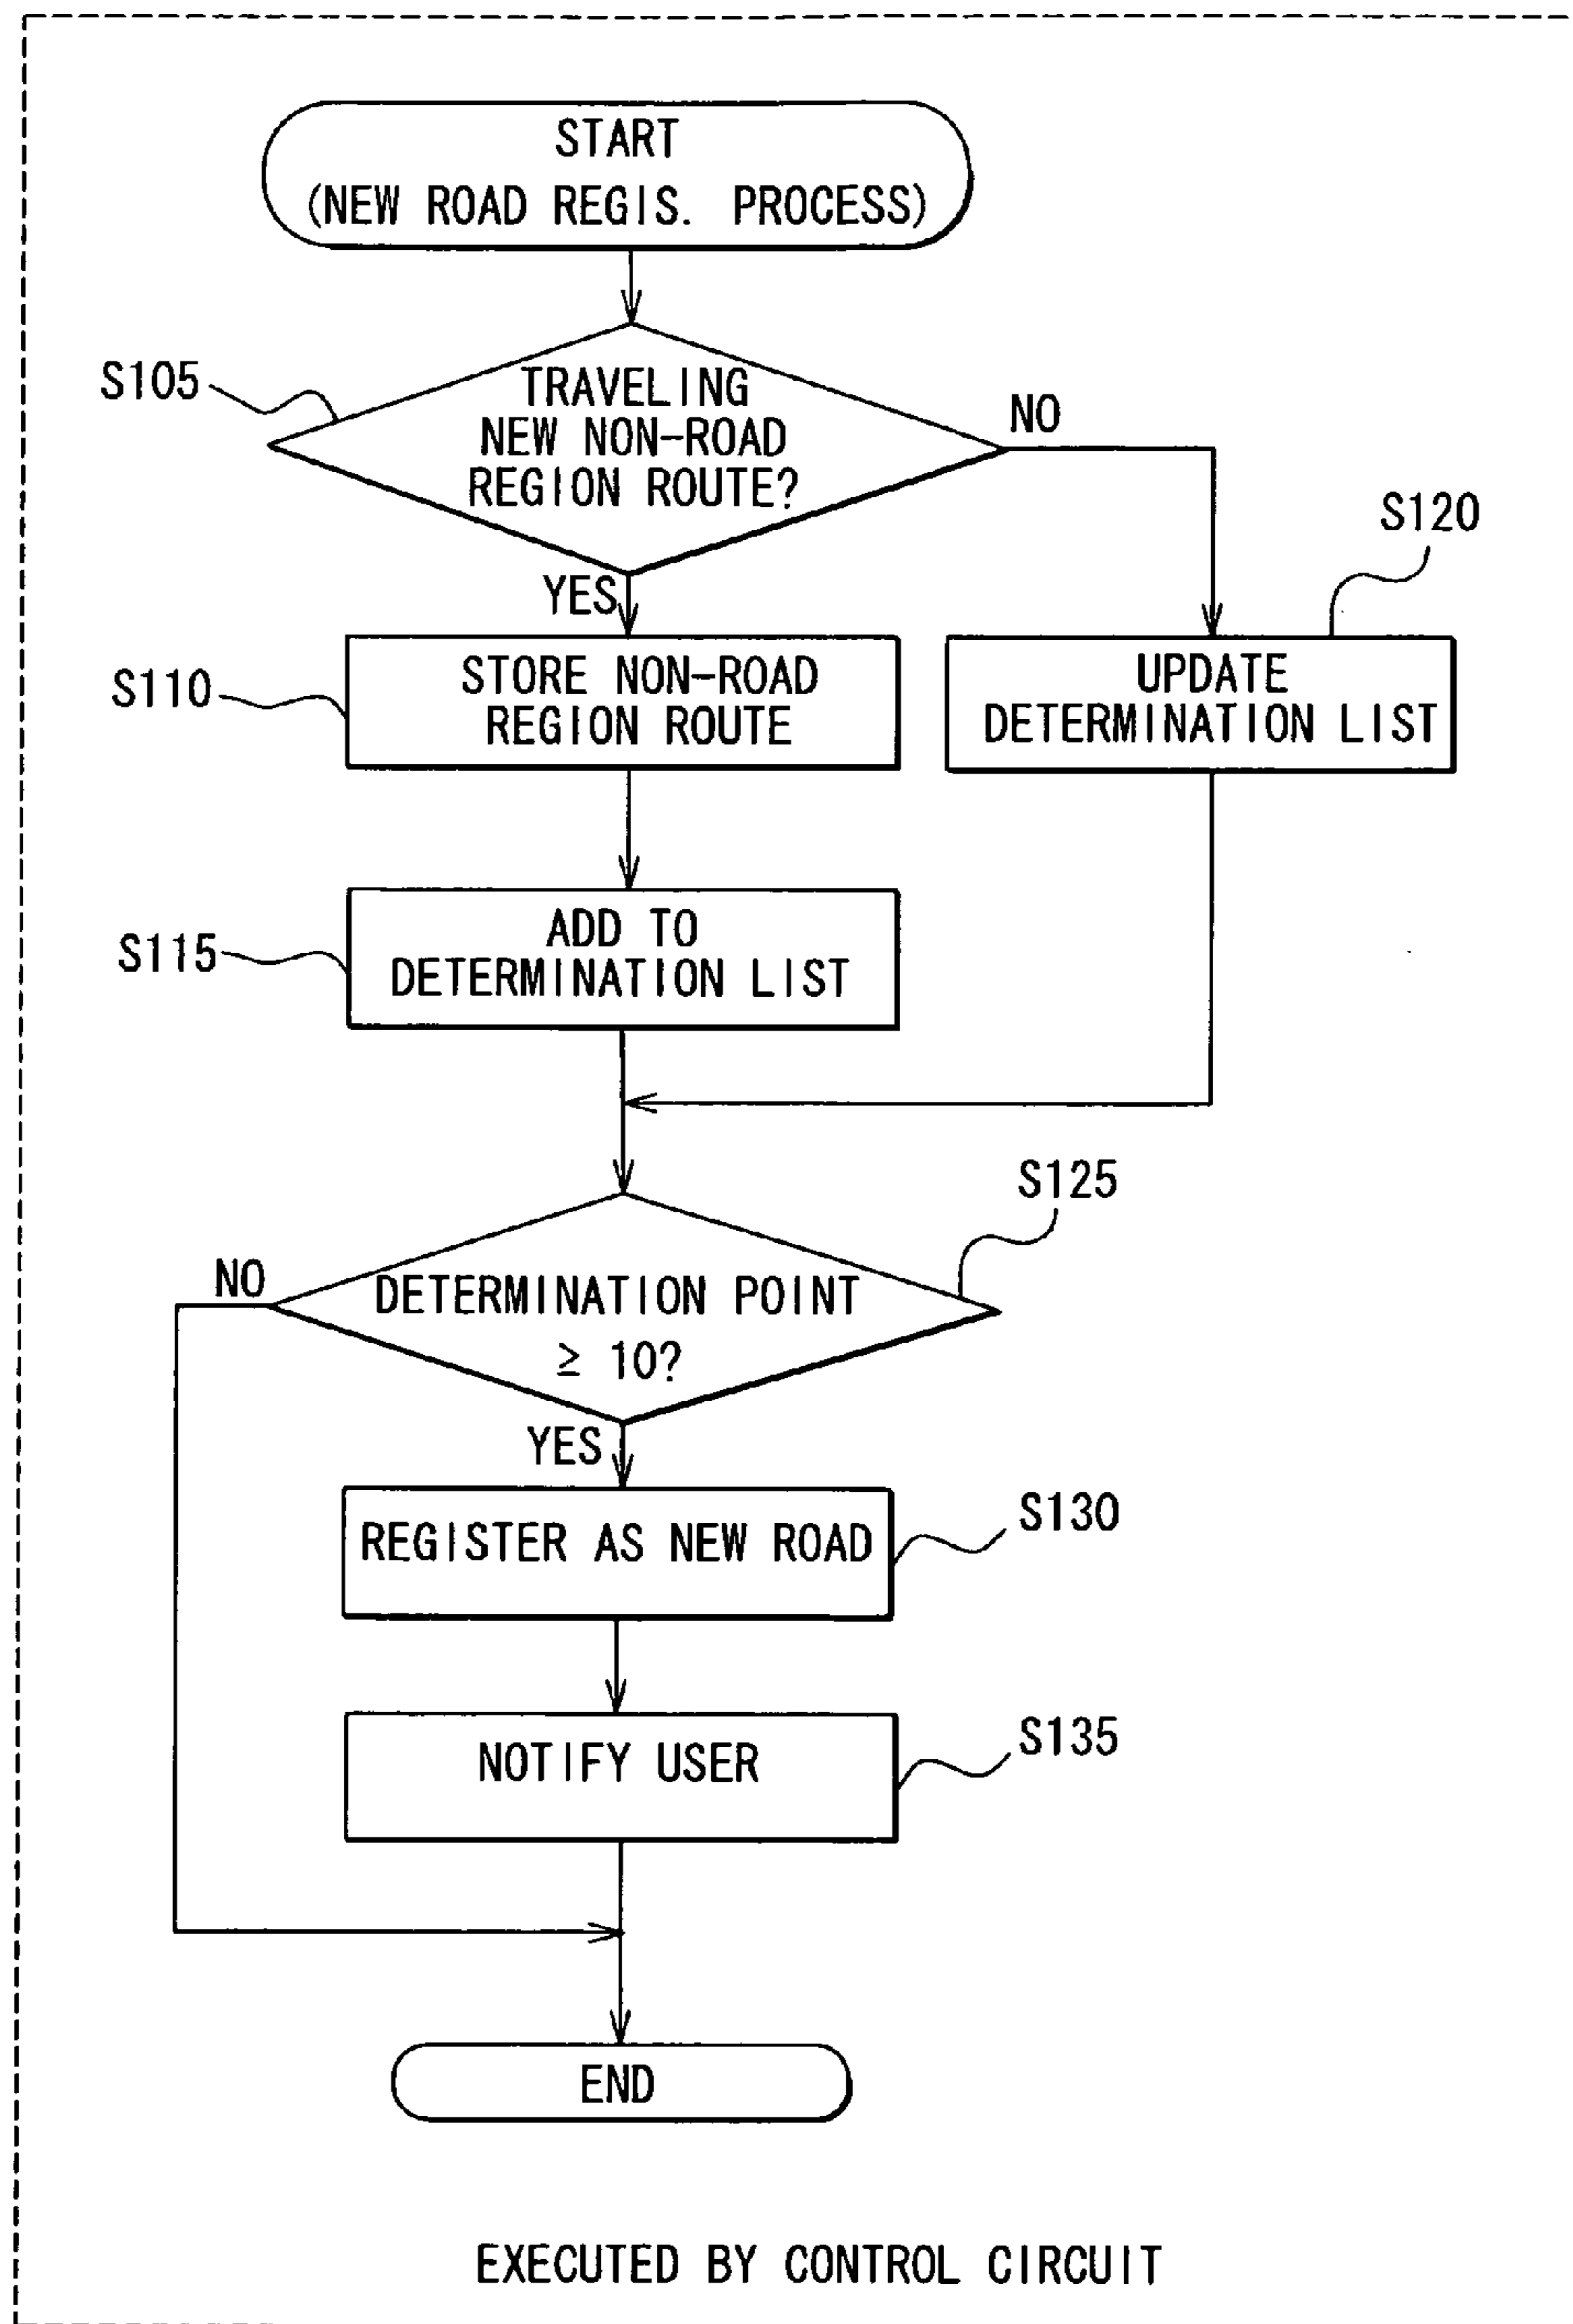 START
(NEW ROAD REGIS. PROCESS)
S105
TRAVELING
NEW NON-ROAD
REGION ROUTE?
NO
S120
YES
S110
STORE NON-ROAD
REGION ROUTE
UPDATE
DETERMINATION LIST
S115
ADD TO
DETERMINATION LIST
S125
NO
DETERMINATION POINT
≥ 10?
YES
S130
REGISTER AS NEW ROAD
S135
NOTIFY USER
END
EXECUTED BY CONTROL CIRCUIT